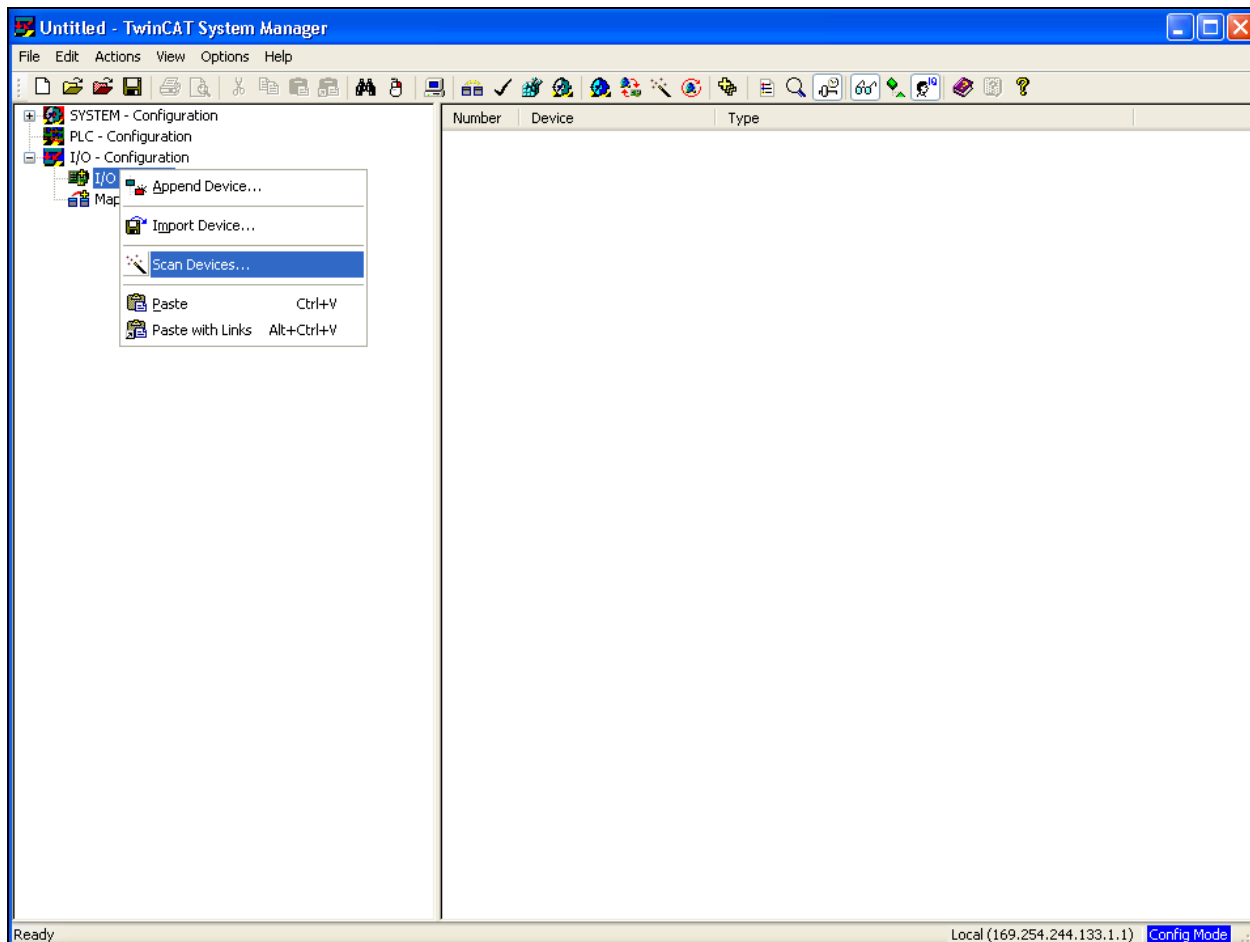 Untitled - TwinCAT System Manager
File Edit Actions View Options Help
SYSTEM - Configuration
PLC - Configuration
I/O - Configuration
I/O
Map
Append Device...
Import Device...
Scan Devices...
Paste Ctrl+V
Paste with Links Alt+Ctrl+V
Number Device Type
Ready Local (169.254.244.133.1.1) Config Mode